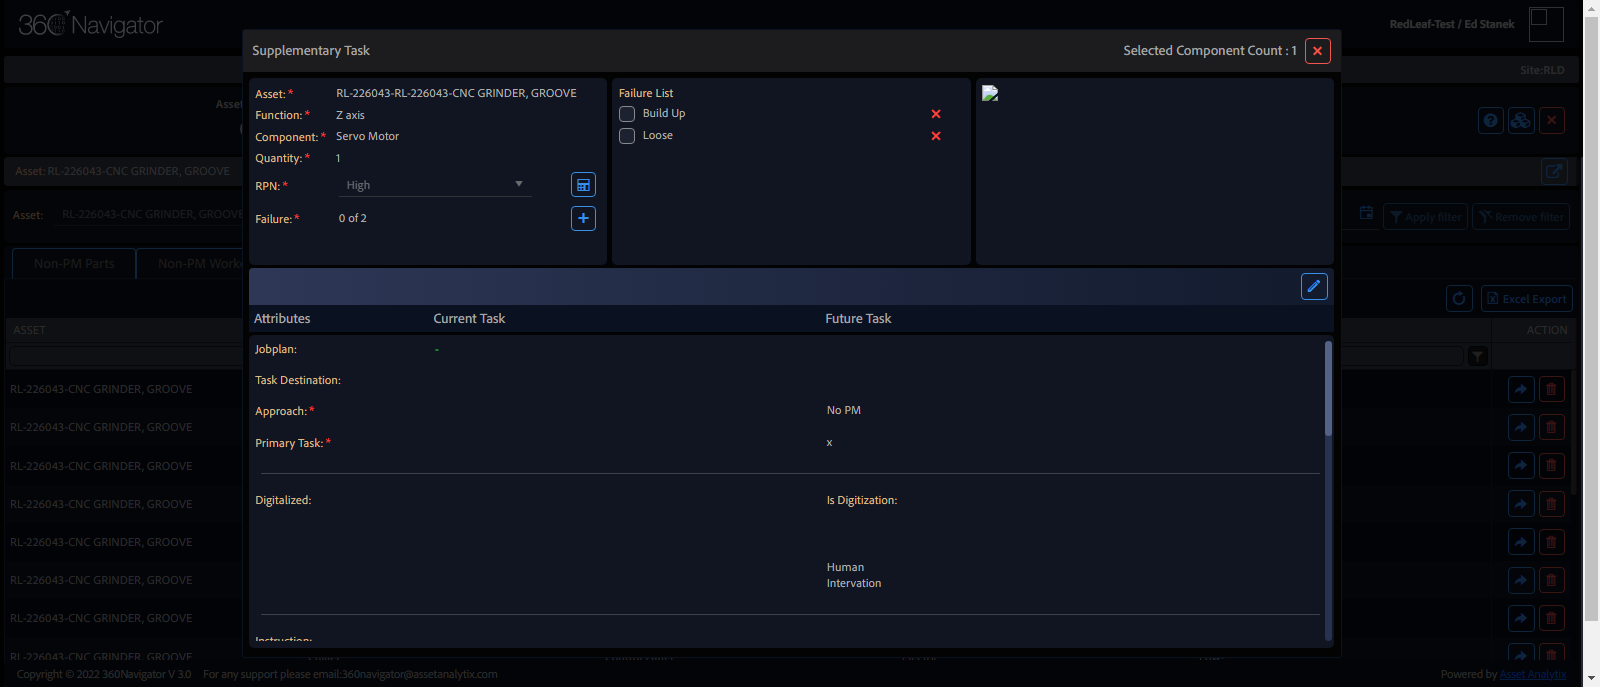 360 Navigator
RedLeaf-Test / Ed Stanek
Supplementary Task
Selected Component Count : 1
Site:RLD
Asset:* RL-226043-RL-226043-CNC GRINDER, GROOVE
Function:* Z axis
Component:* Servo Motor
Quantity:* 1
RPN:* High
Failure:* 0 of 2
Failure List
Build Up
Loose
Asset
Asset: RL-226043-CNC GRINDER, GROOVE
Asset: RL-226043-CNC GRINDER, GROOVE
Apply filter
Remove filter
Non-PM Parts
Non-PM Work
Excel Export
Attributes
Current Task
Future Task
ASSET
ACTION
Jobplan: -
Task Destination:
Approach:* No PM
Primary Task:* x
Digitalized:
Is Digitization:
Human
Intervation
Instruction:
RL-226043-CNC GRINDER, GROOVE
RL-226043-CNC GRINDER, GROOVE
RL-226043-CNC GRINDER, GROOVE
RL-226043-CNC GRINDER, GROOVE
RL-226043-CNC GRINDER, GROOVE
RL-226043-CNC GRINDER, GROOVE
RL-226043-CNC GRINDER, GROOVE
RL-226043-CNC GRINDER, GROOVE
Copyright © 2022 360Navigator V 3.0
For any support please email:360navigator@assetanalytix.com
Powered by Asset Analytix